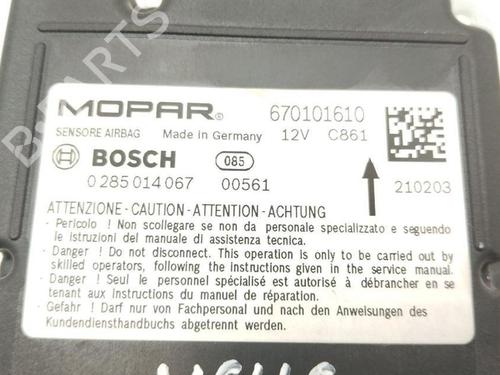 MOPAR® 670101610
SENSORE AIRBAG Made in Germany 12V C861
BOSCH 085
0 285 014 067 00561 210203
ATTENZIONE - CAUTION - ATTENTION - ACHTUNG
- Pericolo ! Non scollegare se non da personale specializzato e seguendo
le istruzioni del manuale di assistenza tecnica.
- Danger ! Do not disconnect. This operation is only to be carried out by
skilled operators, following the instructions given in the service manual.
- Danger ! Seul le personnel spécialisé est autorisé à débrancher en se
tenant aux instructions du manuel de réparation.
- Gefahr ! Darf nur von Fachpersonal und nach den Anweisungen des
Kundendiensthandbuchs abgetrennt werden.